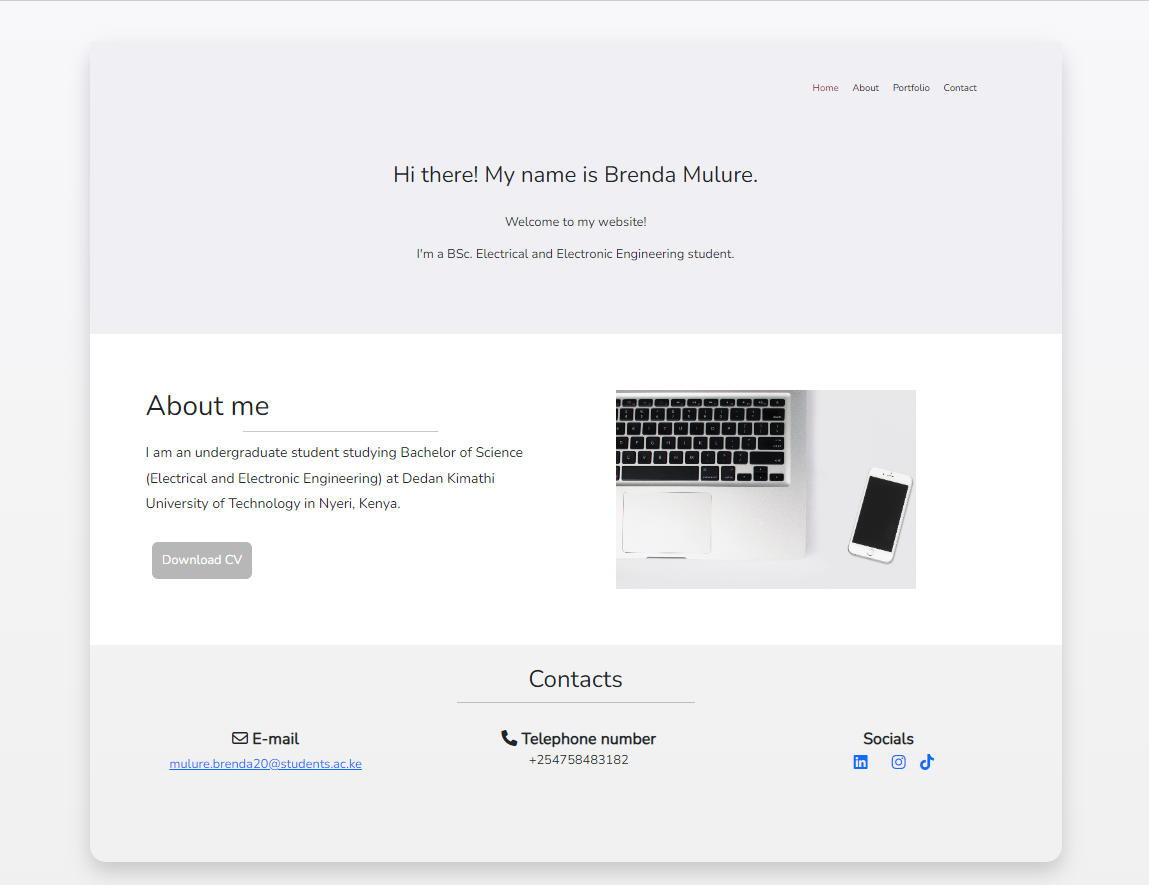 Home About Portfolio Contact
Hi there! My name is Brenda Mulure.
Welcome to my website!
I'm a BSc. Electrical and Electronic Engineering student.
About me
I am an undergraduate student studying Bachelor of Science
(Electrical and Electronic Engineering) at Dedan Kimathi
University of Technology in Nyeri, Kenya.
Download CV
Contacts
E-mail
mulure.brenda20@students.ac.ke
Telephone number
+254758483182
Socials